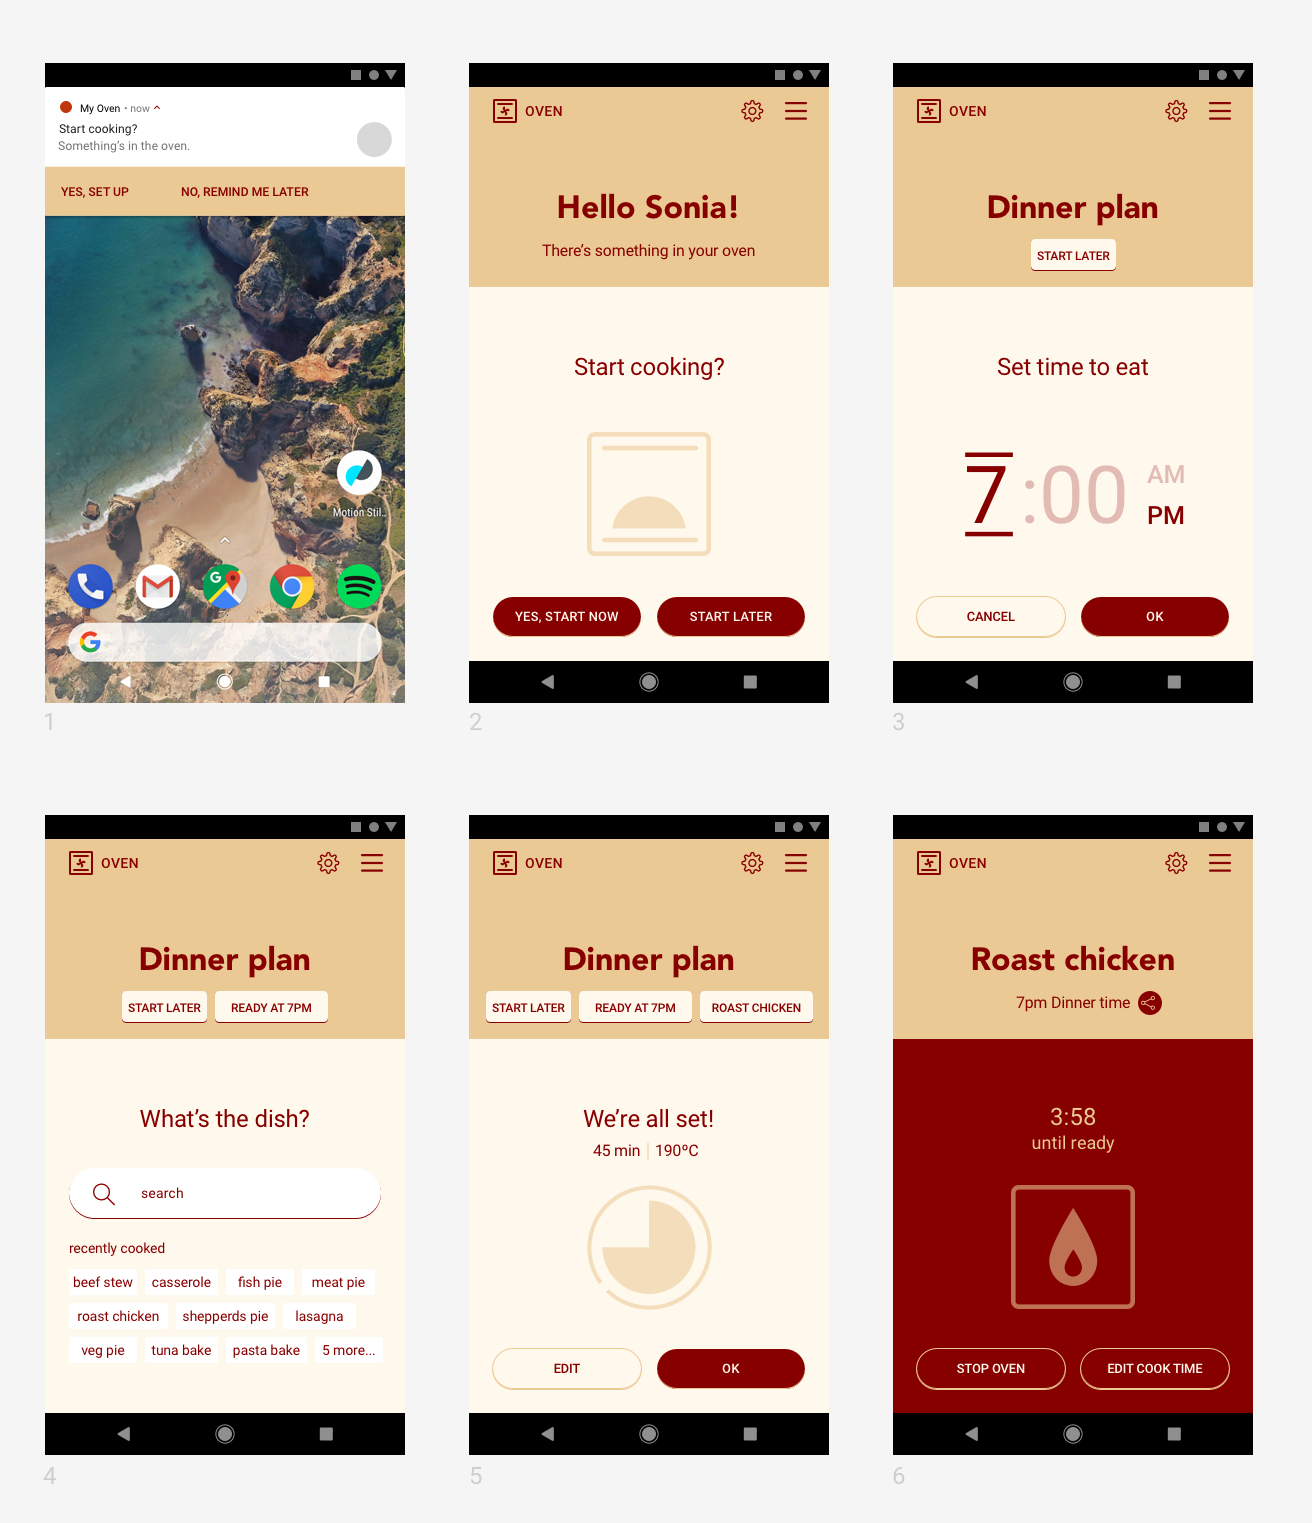 My Oven • now
Start cooking?
Something's in the oven.
YES, SET UP NO, REMIND ME LATER
Motion Stil..
G
1
OVEN
Hello Sonia!
There's something in your oven
Start cooking?
YES, START NOW START LATER
2
OVEN
Dinner plan
START LATER
Set time to eat
7:00 AM
PM
CANCEL OK
3
OVEN
Dinner plan
START LATER READY AT 7PM
What's the dish?
search
recently cooked
beef stew casserole fish pie meat pie
roast chicken shepperds pie lasagna
veg pie tuna bake pasta bake 5 more...
4
OVEN
Dinner plan
START LATER READY AT 7PM ROAST CHICKEN
We're all set!
45 min 190ºC
EDIT OK
5
OVEN
Roast chicken
7pm Dinner time
3:58
until ready
STOP OVEN EDIT COOK TIME
6